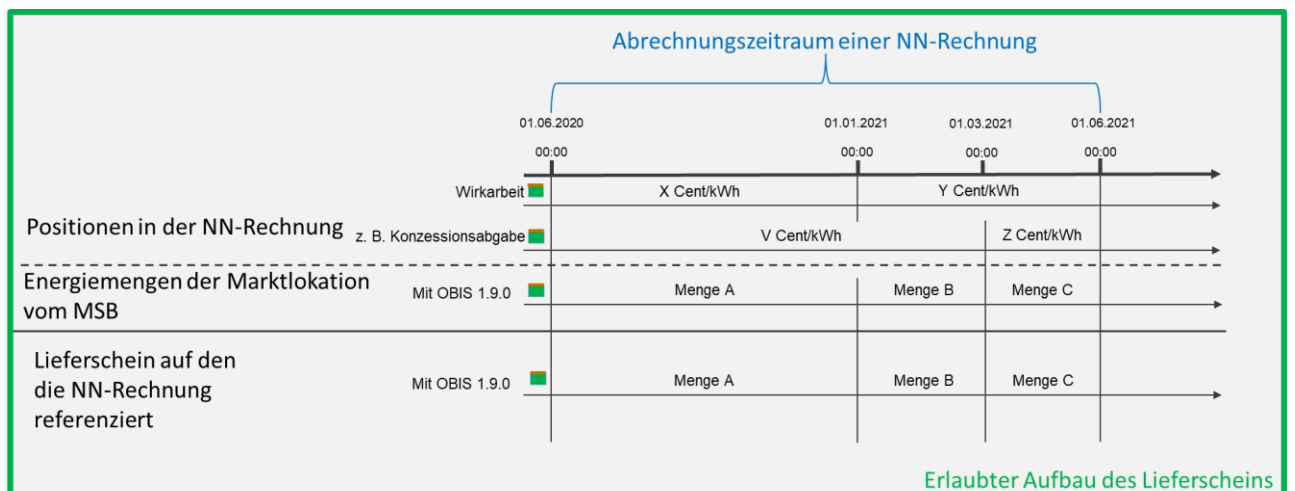 Abrechnungszeitraum einer NN-Rechnung
01.06.2020 01.01.2021 01.03.2021 01.06.2021
00:00 00:00 00:00 00:00
Wirkarbeit X Cent/kWh Y Cent/kWh
Positionen in der NN-Rechnung
z. B. Konzessionsabgabe V Cent/kWh Z Cent/kWh
Energiemengen der Marktlokation
vom MSB
Mit OBIS 1.9.0 Menge A Menge B Menge C
Lieferschein auf den
die NN-Rechnung
referenziert
Mit OBIS 1.9.0 Menge A Menge B Menge C
Erlaubter Aufbau des Lieferscheins